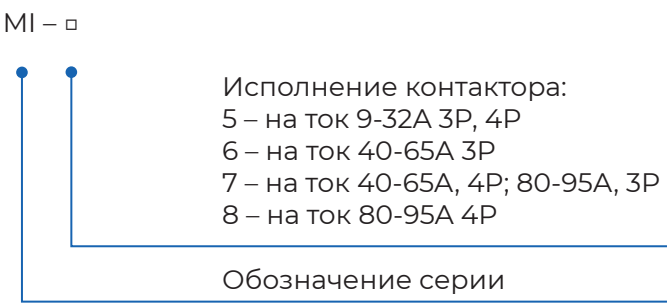 MI – □
Исполнение контактора:
5 – на ток 9-32А 3Р, 4Р
6 – на ток 40-65А 3Р
7 – на ток 40-65А, 4Р; 80-95А, 3Р
8 – на ток 80-95А 4Р
Обозначение серии